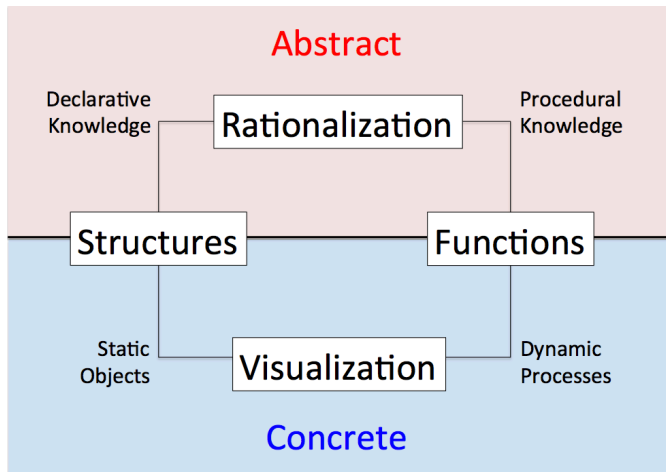 Abstract
Declarative
Knowledge
Rationalization
Procedural
Knowledge
Structures
Functions
Static
Objects
Visualization
Dynamic
Processes
Concrete